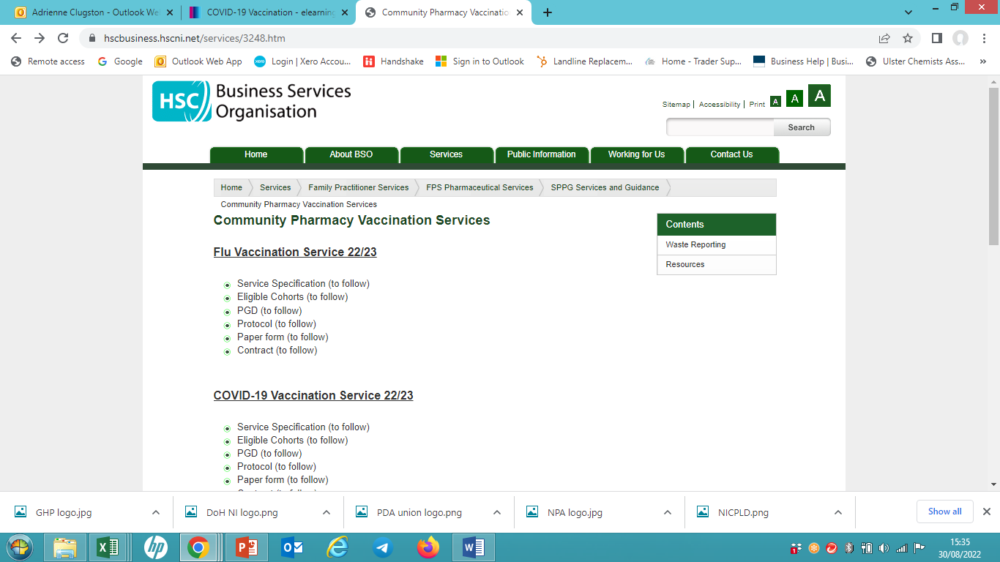 Adrienne Clugston - Outlook We
COVID-19 Vaccination - elearning
Community Pharmacy Vaccinatio
hscbusiness.hscni.net/services/3248.htm
Remote access
Google
Outlook Web App
xero
Login | Xero Accou...
Handshake
Sign in to Outlook
Landline Replacem...
Home - Trader Sup...
Business Help | Busi...
Ulster Chemists Ass...
»
HSC
Business Services
Organisation
Sitemap | Accessibility | Print A A A
Search
Home
About BSO
Services
Public Information
Working for Us
Contact Us
Home
Services
Family Practitioner Services
FPS Pharmaceutical Services
SPPG Services and Guidance
Community Pharmacy Vaccination Services
Community Pharmacy Vaccination Services
Contents
Waste Reporting
Resources
Flu Vaccination Service 22/23
Service Specification (to follow)
Eligible Cohorts (to follow)
PGD (to follow)
Protocol (to follow)
Paper form (to follow)
Contract (to follow)
COVID-19 Vaccination Service 22/23
Service Specification (to follow)
Eligible Cohorts (to follow)
PGD (to follow)
Protocol (to follow)
Paper form (to follow)
GHP logo.jpg
DoH NI logo.png
PDA union logo.png
NPA logo.jpg
NICPLD.png
Show all
15:35
30/08/2022